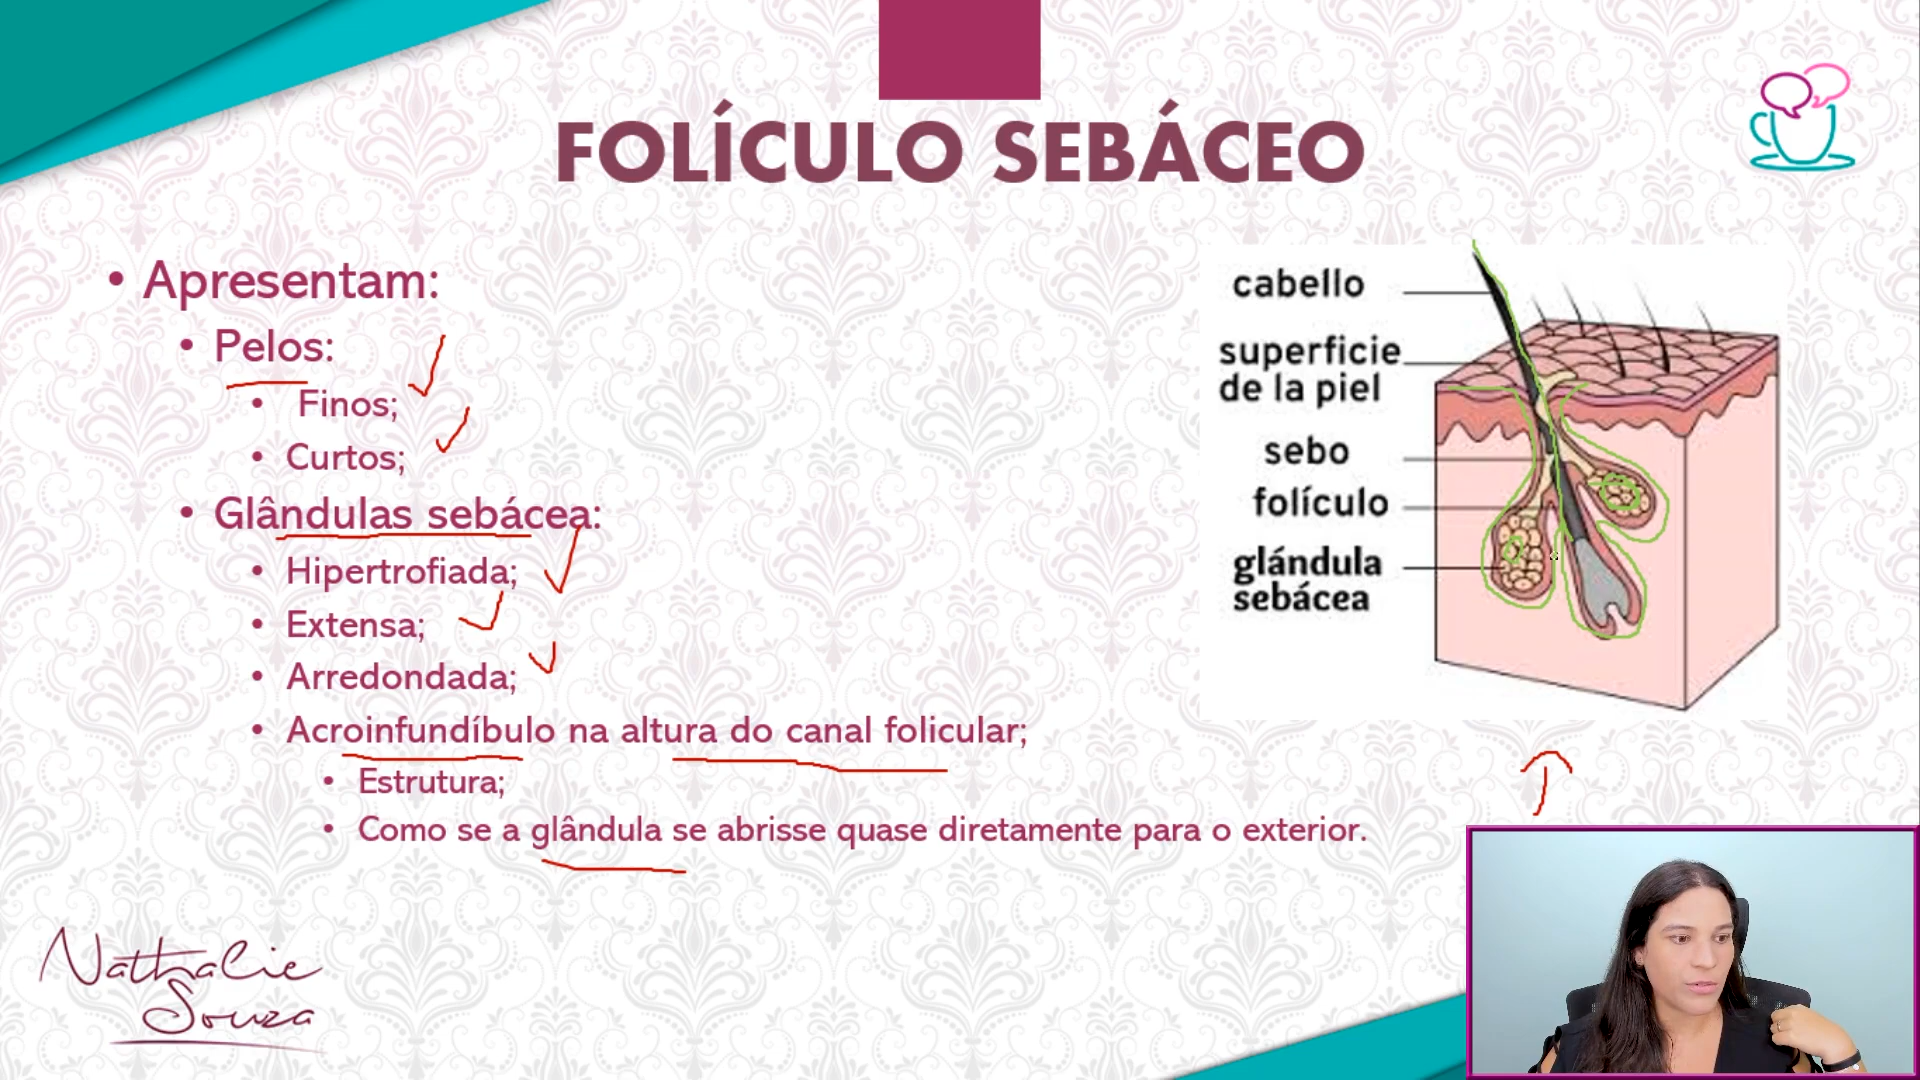 FOLÍCULO SEBÁCEO
• Apresentam:
• Pelos:
• Finos;
• Curtos;
• Glândulas sebácea:
• Hipertrofiada;
• Extensa;
• Arredondada;
• Acroinfundíbulo na altura do canal folicular;
• Estrutura;
• Como se a glândula se abrisse quase diretamente para o exterior.
cabello
superficie
de la piel
sebo
folículo
glándula
sebácea
Nathalie
Souza